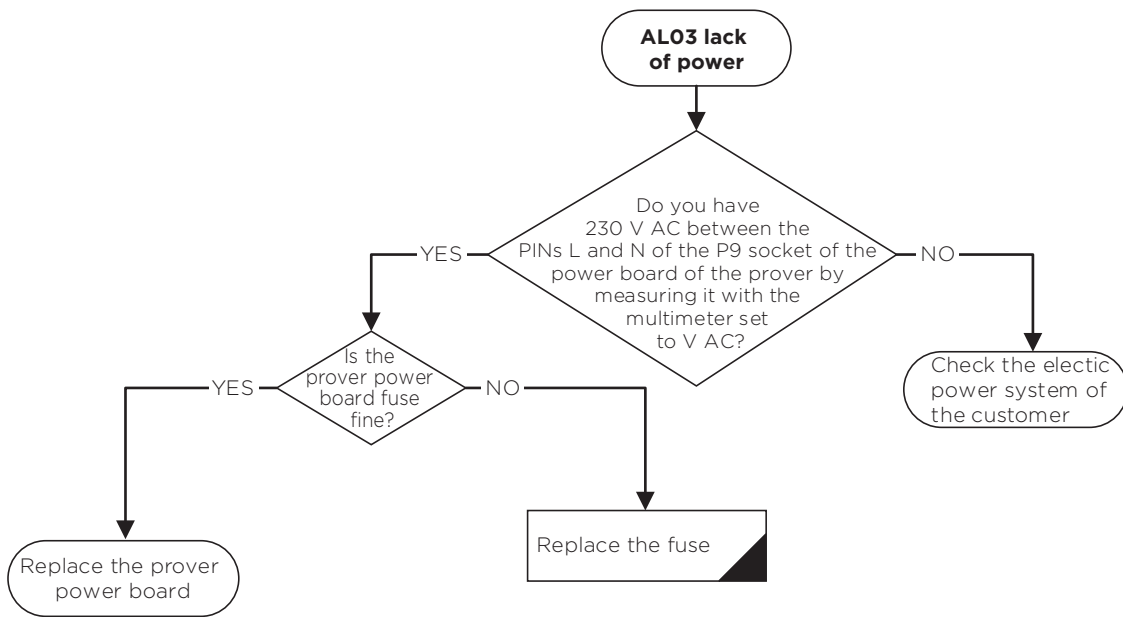 AL03 lack
of power
Do you have
230 V AC between the
PINs L and N of the P9 socket of the
power board of the prover by
measuring it with the
multimeter set
to V AC?
YES
NO
Is the
prover power
board fuse
fine?
Check the electic
power system of
the customer
YES
NO
Replace the prover
power board
Replace the fuse